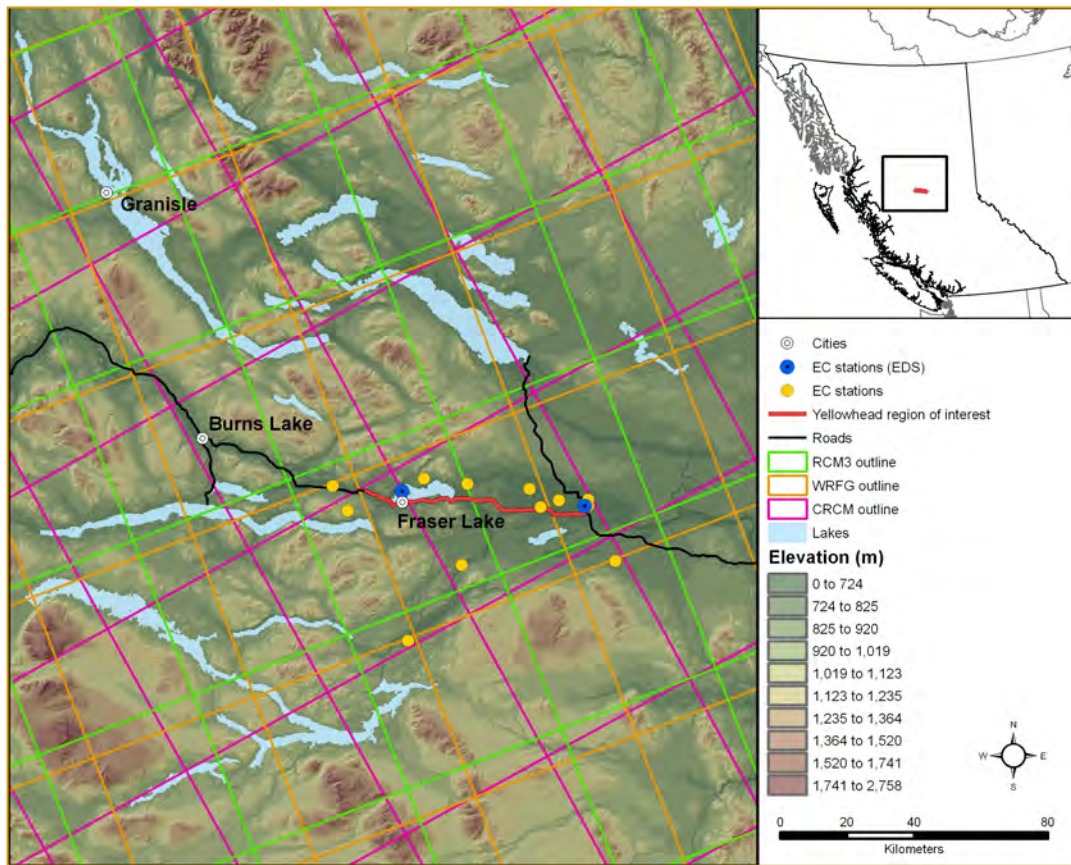 Granisle
Burns Lake
Fraser Lake
Cities
EC stations (EDS)
EC stations
Yellowhead region of interest
Roads
RCM3 outline
WRFG outline
CRCM outline
Lakes
Elevation (m)
0 to 724
724 to 825
825 to 920
920 to 1,019
1,019 to 1,123
1,123 to 1,235
1,235 to 1,364
1,364 to 1,520
1,520 to 1,741
1,741 to 2,758
N
W E
S
0 20 40 80
Kilometers